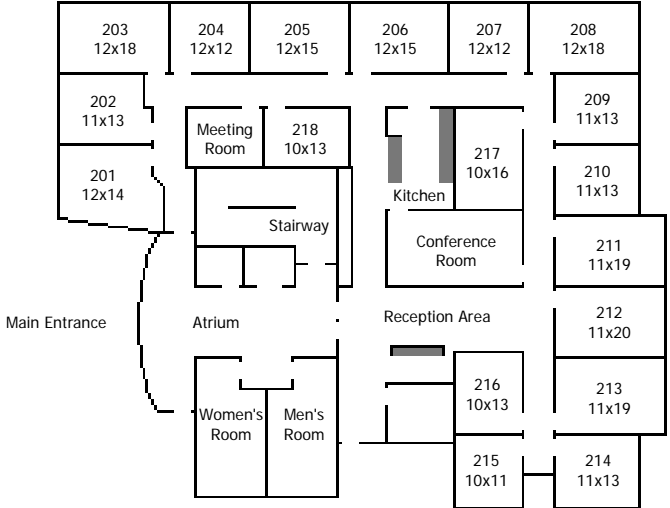 203
12x18
204
12x12
205
12x15
206
12x15
207
12x12
208
12x18
202
11x13
209
11x13
Meeting
Room
218
10x13
217
10x16
201
12x14
210
11x13
Kitchen
Stairway
Conference
Room
211
11x19
Main Entrance
Atrium
Reception Area
212
11x20
216
10x13
213
11x19
Women's
Room
Men's
Room
215
10x11
214
11x13